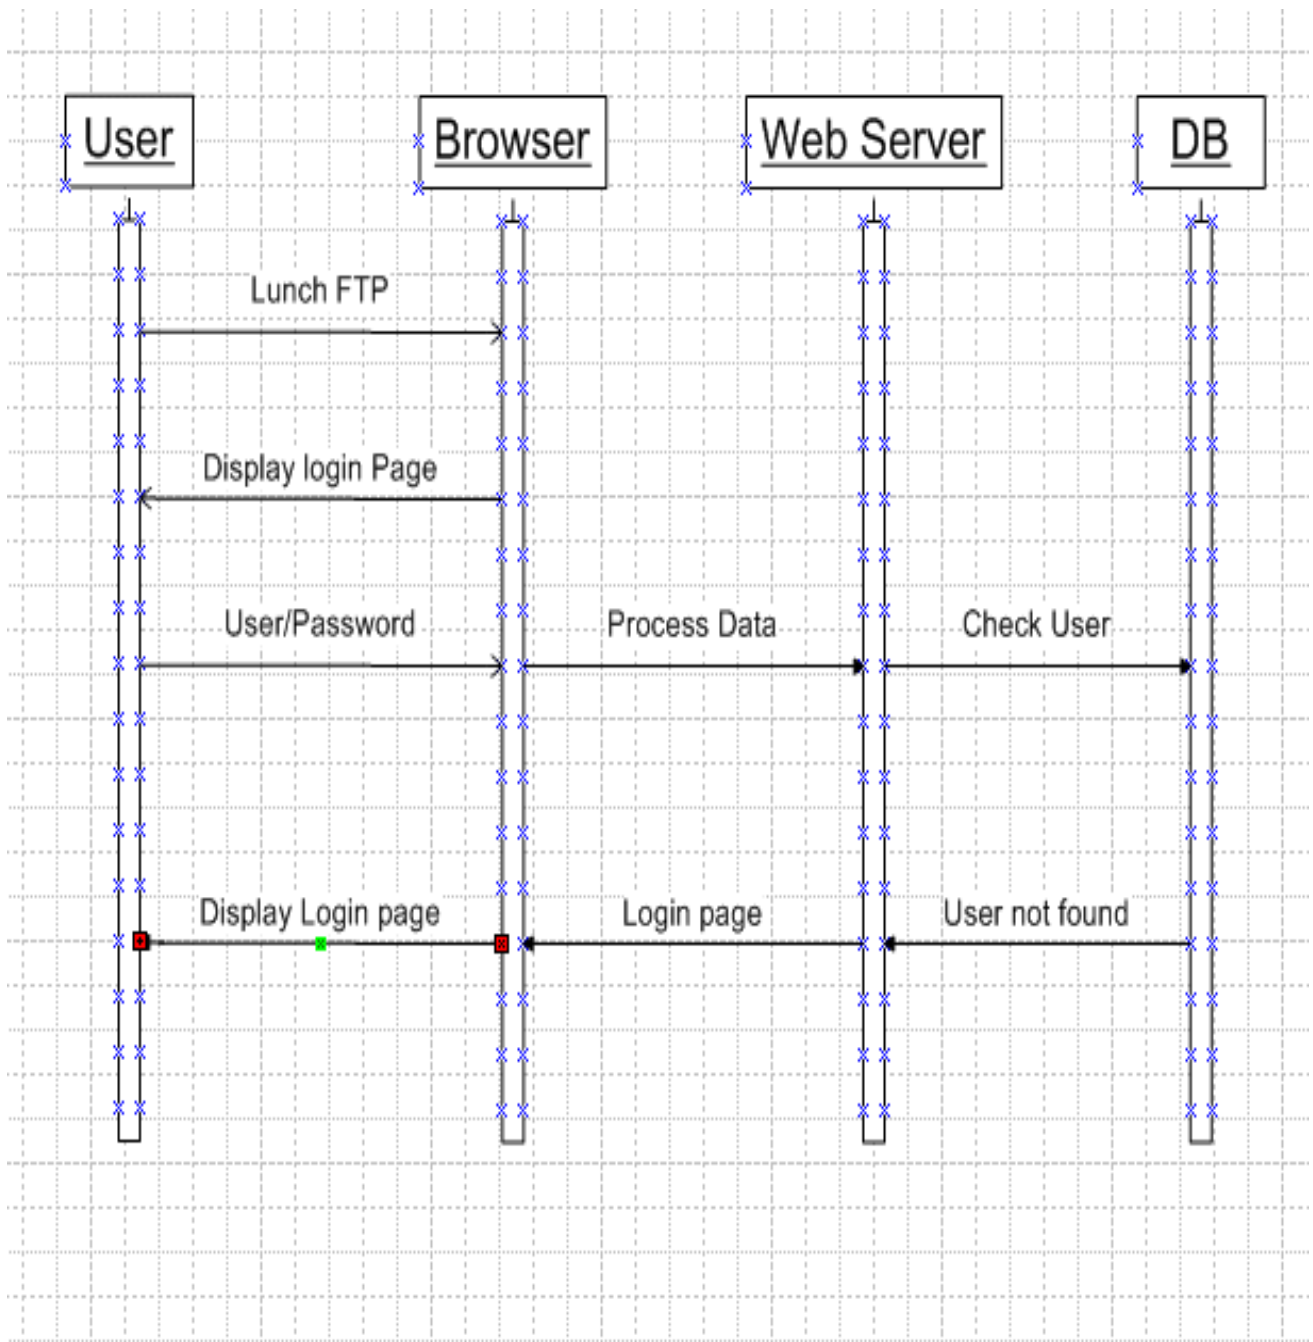 User
Browser
Web Server
DB
Lunch FTP
Display login Page
User/Password
Process Data
Check User
Display Login page
Login page
User not found